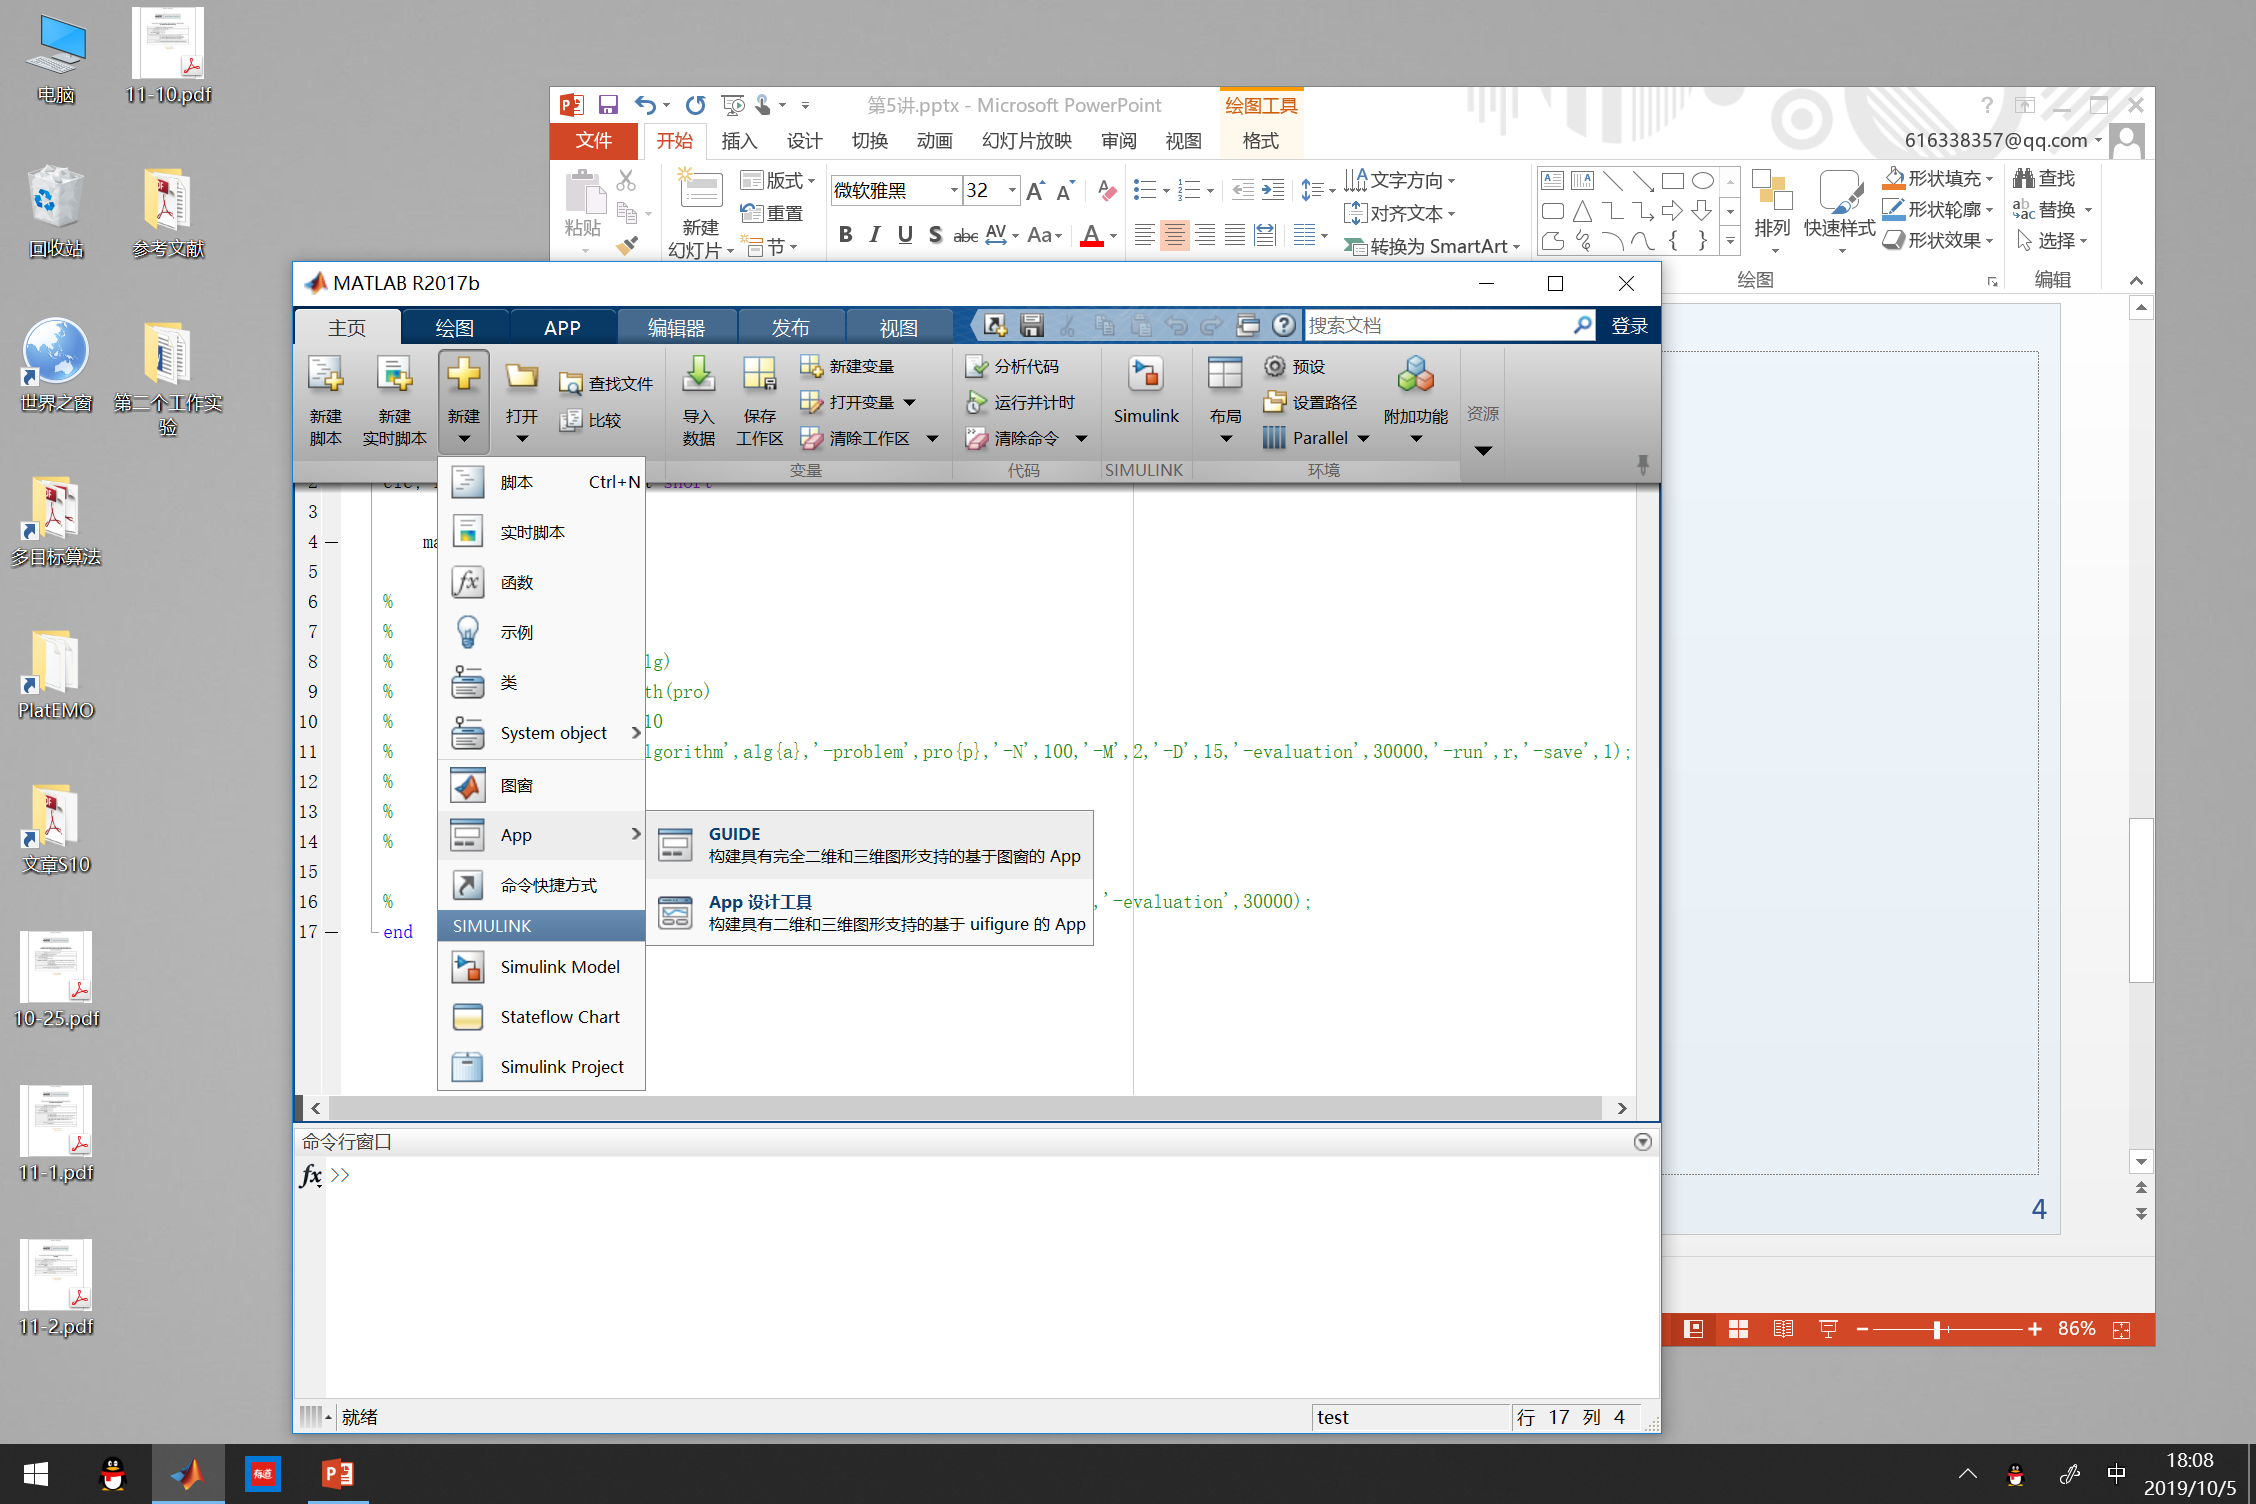 电脑
11-10.pdf
回收站
参考文献
世界之窗
第二个工作实
验
多目标算法
PlatEMO
文章S10
10-25.pdf
11-1.pdf
11-2.pdf
第5讲.pptx - Microsoft PowerPoint
绘图工具
文件
开始
插入
设计
切换
动画
幻灯片放映
审阅
视图
格式
616338357@qq.com
粘贴
新建
幻灯片
版式
重置
节
微软雅黑
32
B I U S abc AV Aa A
文字方向
对齐文本
转换为 SmartArt
排列
快速样式
形状填充
形状轮廓
形状效果
绘图
查找
替换
选择
编辑
MATLAB R2017b
主页
绘图
APP
编辑器
发布
视图
搜索文档
登录
新建
脚本
新建
实时脚本
新建
打开
查找文件
比较
导入
数据
保存
工作区
新建变量
打开变量
清除工作区
变量
分析代码
运行并计时
清除命令
代码
Simulink
SIMULINK
布局
预设
设置路径
Parallel
附加功能
环境
资源
脚本 Ctrl+N
实时脚本
函数
示例
类
System object
图窗
App
命令快捷方式
SIMULINK
Simulink Model
Stateflow Chart
Simulink Project
GUIDE
构建具有完全二维和三维图形支持的基于图窗的 App
App 设计工具
构建具有二维和三维图形支持的基于 uifigure 的 App
3
4 ma
5
6 %
7 %
8 % lg)
9 % th(pro)
10 % 10
11 % lgorithm',alg{a},'-problem',pro{p},'-N',100,'-M',2,'-D',15,'-evaluation',30000,'-run',r,'-save',1);
12 %
13 %
14 %
15
16 % ,'-evaluation',30000);
17 end
命令行窗口
fx >>
就绪
test
行 17 列 4
4
86%
有道
中
18:08
2019/10/5